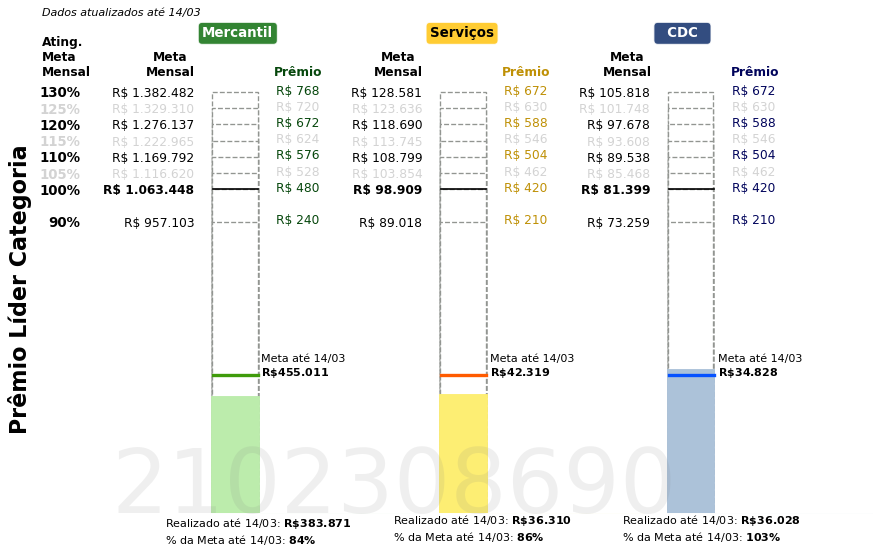 Dados atualizados até 14/03
Mercantil Serviços CDC
Ating.
Meta Meta Meta Meta
Mensal Mensal Prêmio Mensal Prêmio Mensal Prêmio
130% R$ 1.382.482 R$ 768 R$ 128.581 R$ 672 R$ 105.818 R$ 672
125% R$ 1.329.310 R$ 720 R$ 123.636 R$ 630 R$ 101.748 R$ 630
120% R$ 1.276.137 R$ 672 R$ 118.690 R$ 588 R$ 97.678 R$ 588
115% R$ 1.222.965 R$ 624 R$ 113.745 R$ 546 R$ 93.608 R$ 546
110% R$ 1.169.792 R$ 576 R$ 108.799 R$ 504 R$ 89.538 R$ 504
105% R$ 1.116.620 R$ 528 R$ 103.854 R$ 462 R$ 85.468 R$ 462
100% R$ 1.063.448 R$ 480 R$ 98.909 R$ 420 R$ 81.399 R$ 420
90% R$ 957.103 R$ 240 R$ 89.018 R$ 210 R$ 73.259 R$ 210
Prêmio Líder Categoria
Meta até 14/03 Meta até 14/03 Meta até 14/03
R$455.011 R$42.319 R$34.828
2102308690
Realizado até 14/03: R$383.871 Realizado até 14/03: R$36.310 Realizado até 14/03: R$36.028
% da Meta até 14/03: 84% % da Meta até 14/03: 86% % da Meta até 14/03: 103%